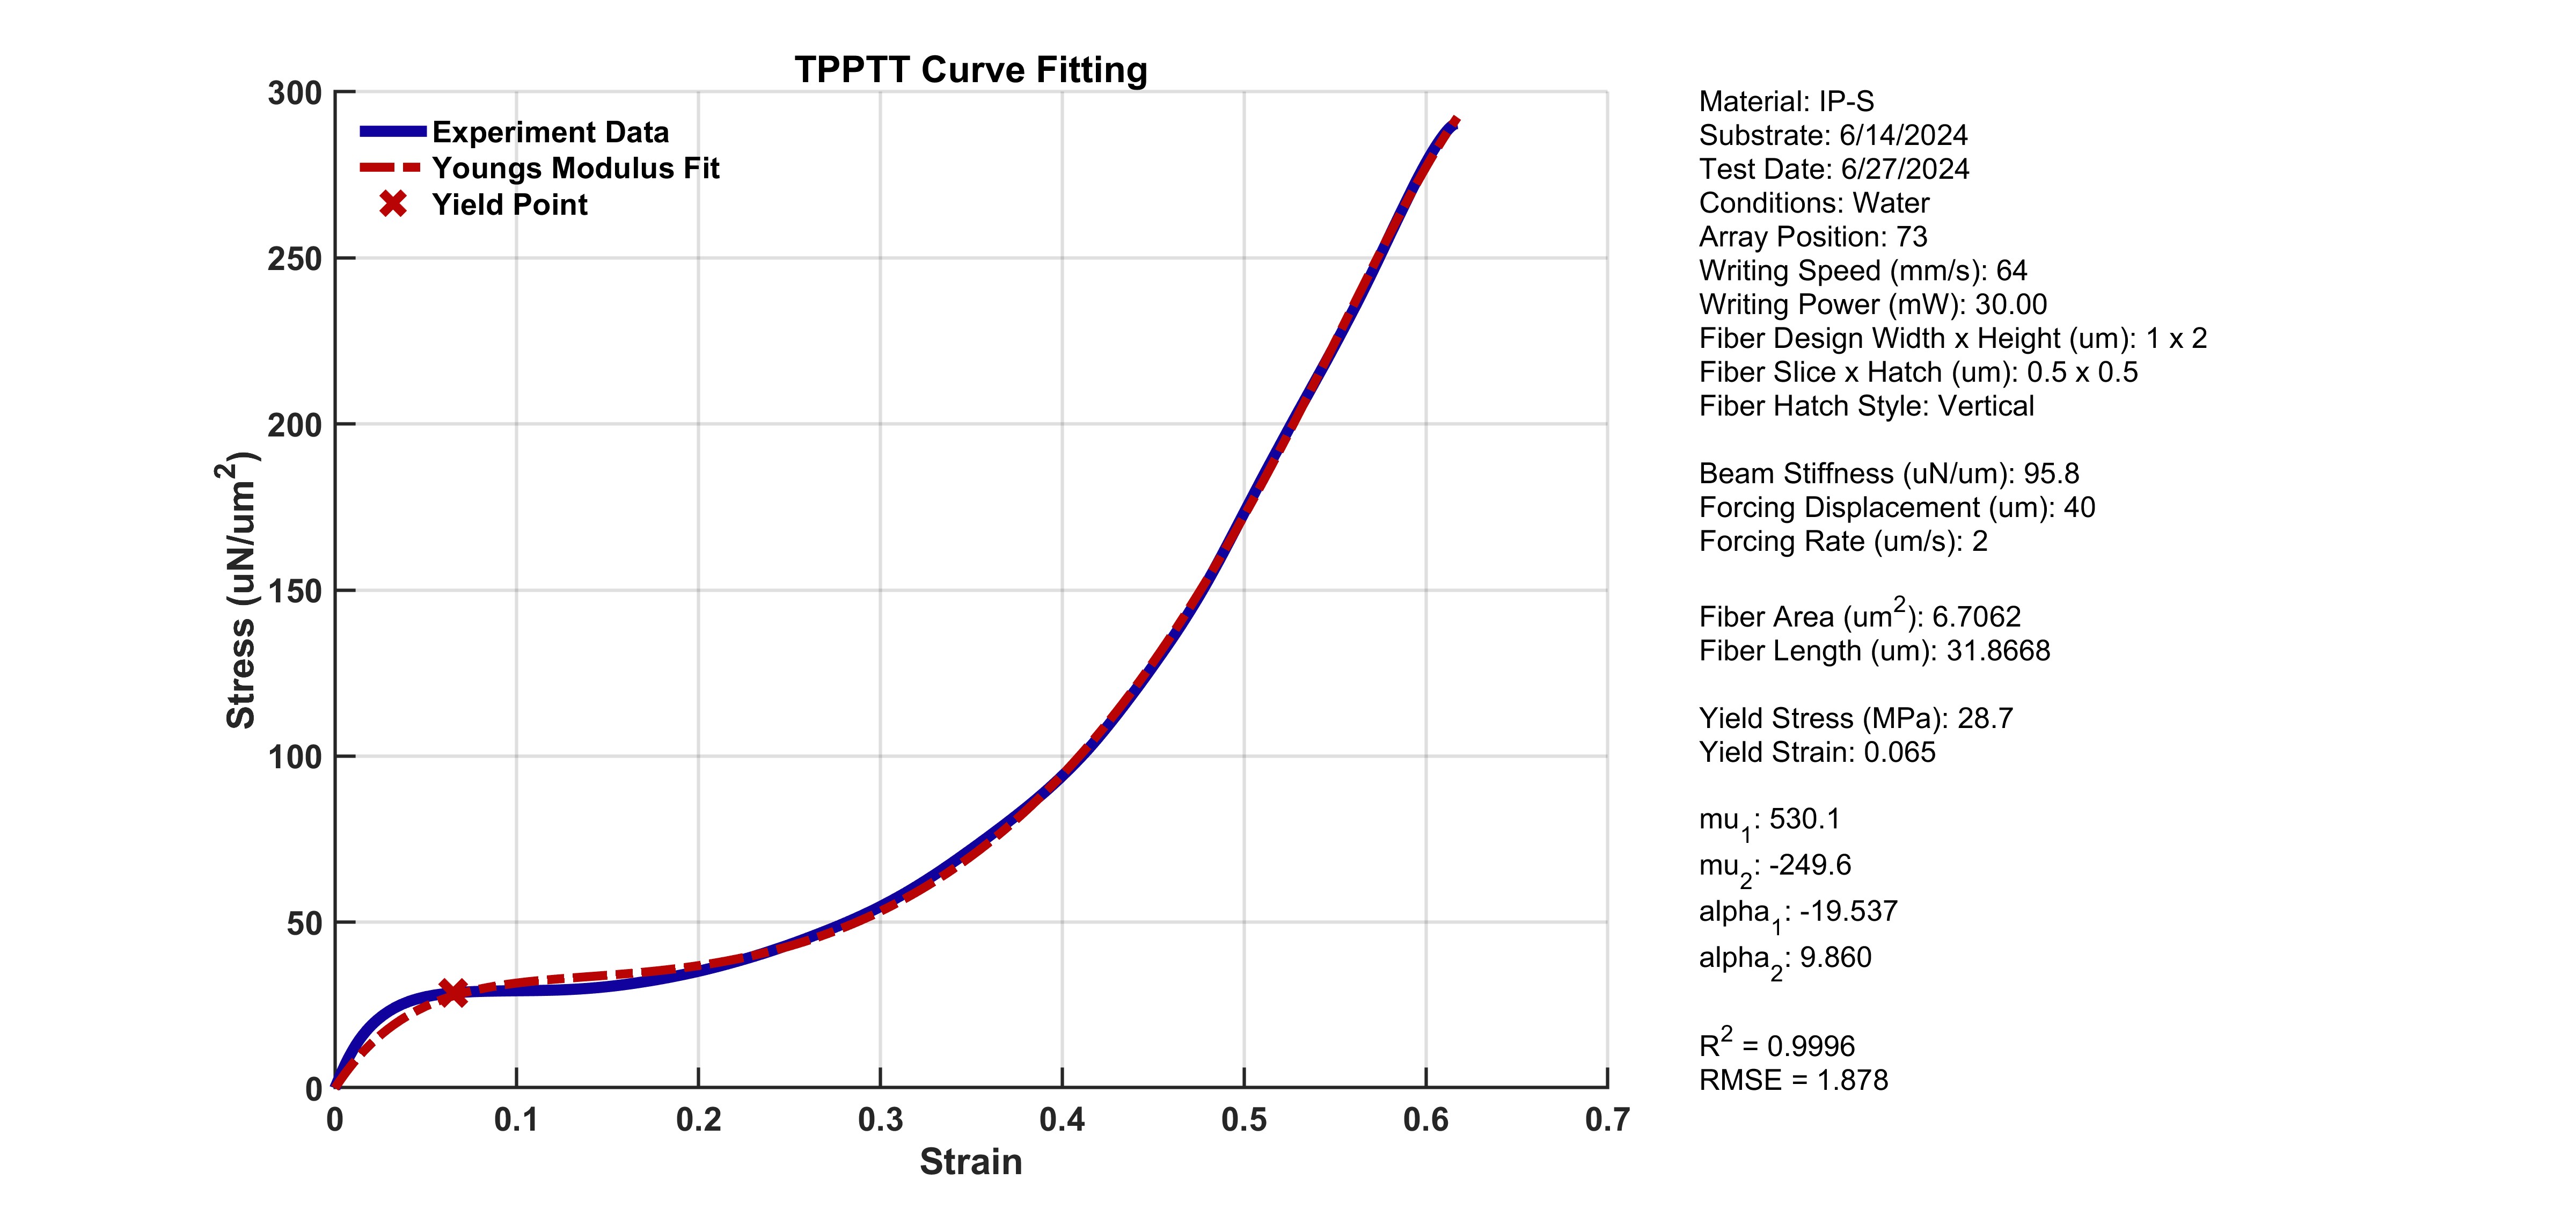 TPPTT Curve Fitting
300
250
200
150
100
50
0
Stress (uN/um²)
Experiment Data
Youngs Modulus Fit
Yield Point
0 0.1 0.2 0.3 0.4 0.5 0.6 0.7
Strain
Material: IP-S
Substrate: 6/14/2024
Test Date: 6/27/2024
Conditions: Water
Array Position: 73
Writing Speed (mm/s): 64
Writing Power (mW): 30.00
Fiber Design Width x Height (um): 1 x 2
Fiber Slice x Hatch (um): 0.5 x 0.5
Fiber Hatch Style: Vertical
Beam Stiffness (uN/um): 95.8
Forcing Displacement (um): 40
Forcing Rate (um/s): 2
Fiber Area (um²): 6.7062
Fiber Length (um): 31.8668
Yield Stress (MPa): 28.7
Yield Strain: 0.065
mu₁: 530.1
mu₂: -249.6
alpha₁: -19.537
alpha₂: 9.860
R² = 0.9996
RMSE = 1.878